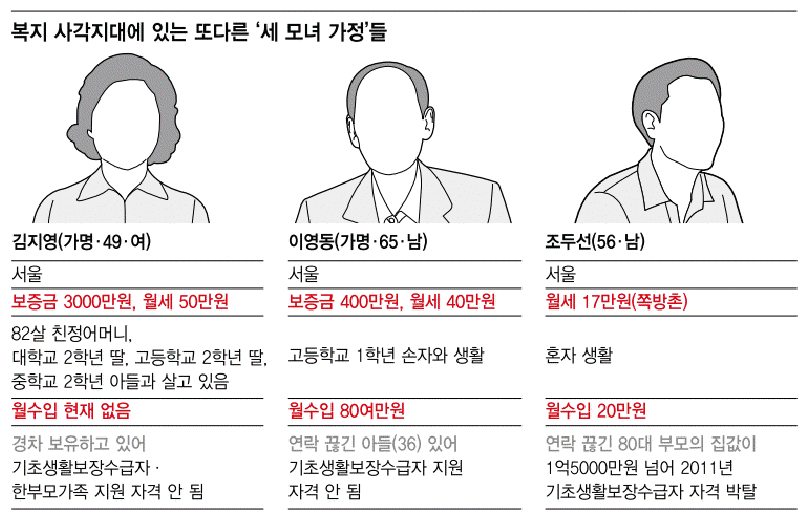 복지 사각지대에 있는 또다른 ‘세 모녀 가정’들
김지영(가명·49·여)
서울
보증금 3000만원, 월세 50만원
82살 친정어머니,
대학교 2학년 딸, 고등학교 2학년 딸,
중학교 2학년 아들과 살고 있음
월수입 현재 없음
경차 보유하고 있어
기초생활보장수급자·
한부모가족 지원 자격 안 됨
이영동(가명·65·남)
서울
보증금 400만원, 월세 40만원
고등학교 1학년 손자와 생활
월수입 80여만원
연락 끊긴 아들(36) 있어
기초생활보장수급자 지원
자격 안 됨
조두선(56·남)
서울
월세 17만원(쪽방촌)
혼자 생활
월수입 20만원
연락 끊긴 80대 부모의 집값이
1억5000만원 넘어 2011년
기초생활보장수급자 자격 박탈